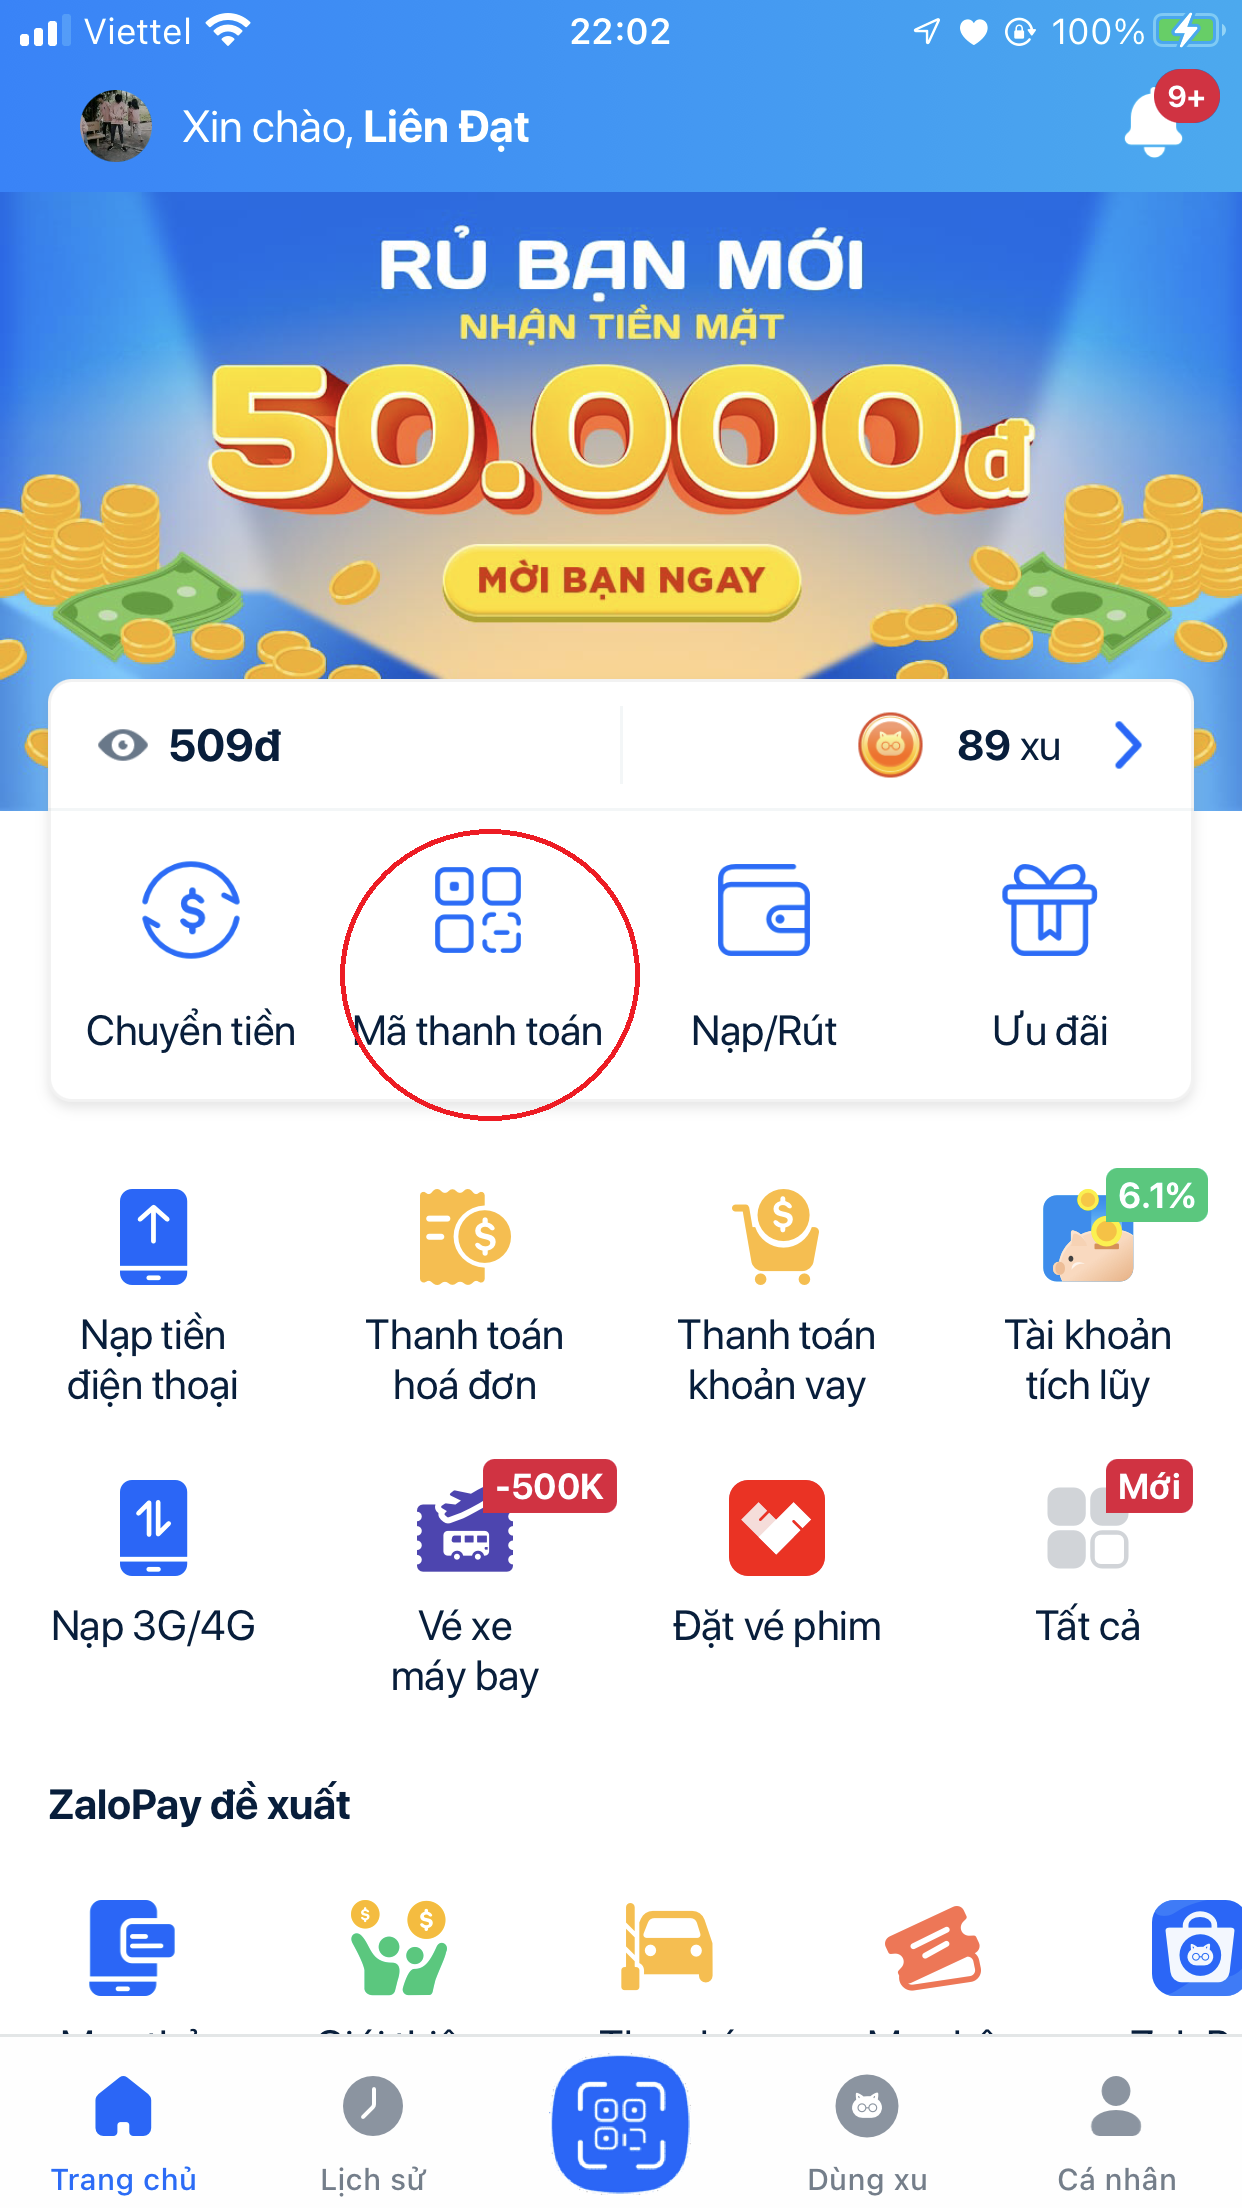 Viettel 22:02 100%
Xin chào, Liên Đạt 9+
RỦ BẠN MỚI
NHẬN TIỀN MẶT
50.000đ
MỜI BẠN NGAY
509đ 89 xu
Chuyển tiền Mã thanh toán Nạp/Rút Ưu đãi
6.1%
Nạp tiền Thanh toán Thanh toán Tài khoản
điện thoại hoá đơn khoản vay tích lũy
-500K Mới
Nạp 3G/4G Vé xe Đặt vé phim Tất cả
máy bay
ZaloPay đề xuất
Trang chủ Lịch sử Dùng xu Cá nhân